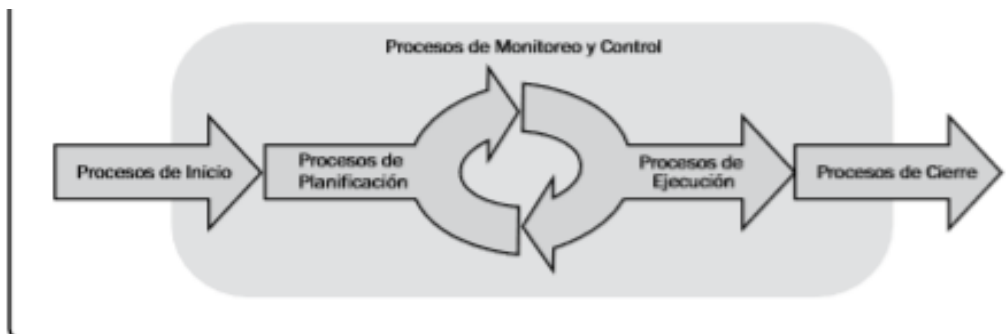 Procesos de Monitoreo y Control
Procesos de Inicio
Procesos de
Planificación
Procesos de
Ejecución
Procesos de Cierre